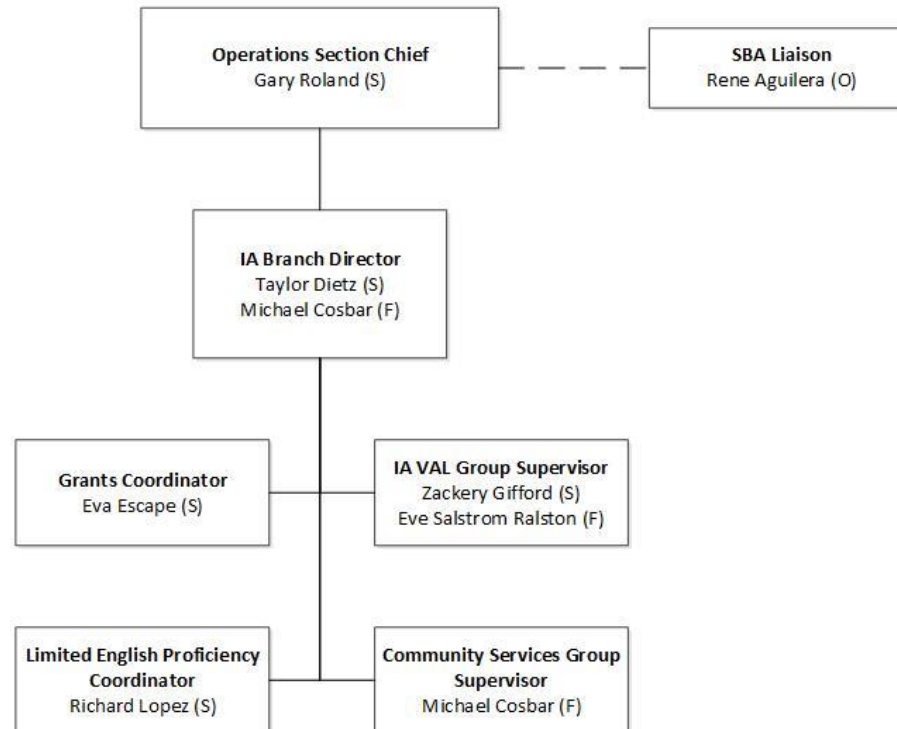 Operations Section Chief
Gary Roland (S)
SBA Liaison
Rene Aguilera (O)
IA Branch Director
Taylor Dietz (S)
Michael Cosbar (F)
Grants Coordinator
Eva Escape (S)
IA VAL Group Supervisor
Zackery Gifford (S)
Eve Salstrom Ralston (F)
Limited English Proficiency
Coordinator
Richard Lopez (S)
Community Services Group
Supervisor
Michael Cosbar (F)